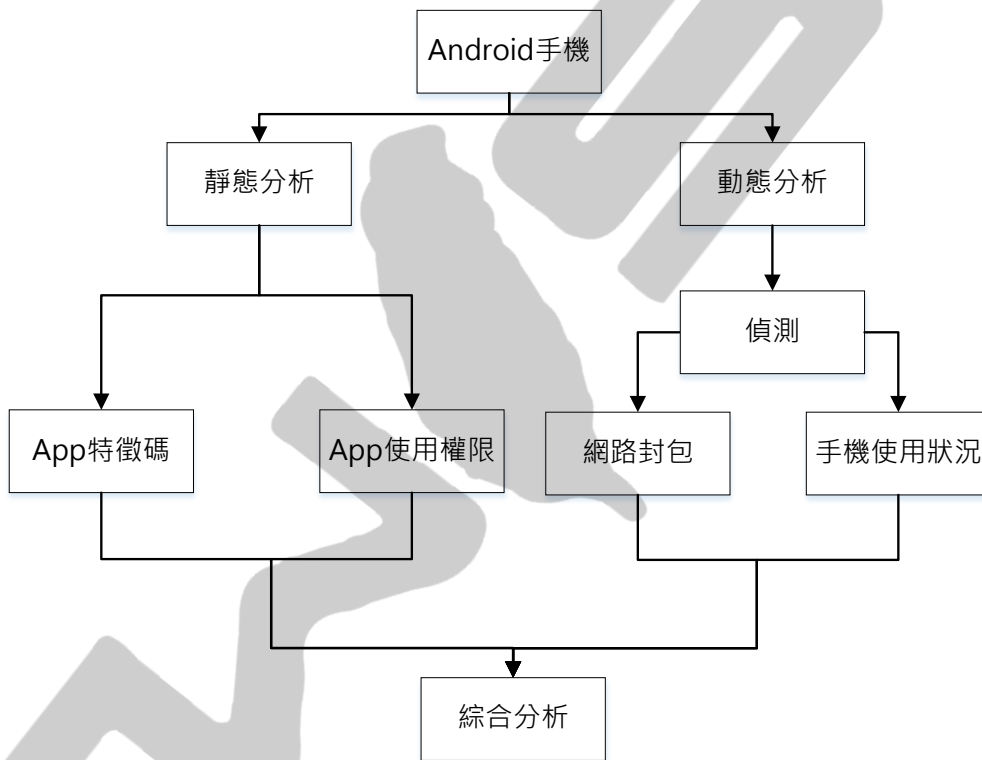 Android手機
靜態分析
動態分析
偵測
App特徵碼
App使用權限
網路封包
手機使用狀況
綜合分析